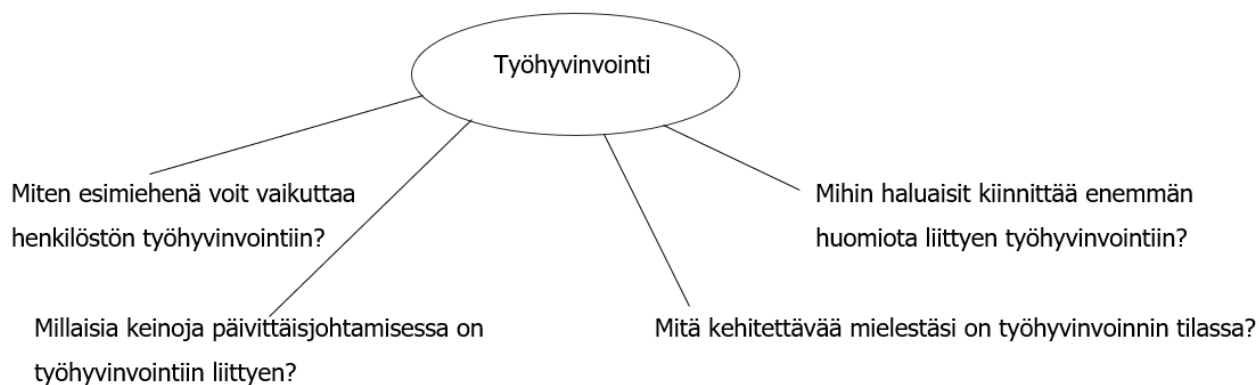 Työhyvinvointi
Miten esimiehenä voit vaikuttaa
henkilöstön työhyvinvointiin?
Mihin haluaisit kiinnittää enemmän
huomiota liittyen työhyvinvointiin?
Millaisia keinoja päivittäisjohtamisessa on
työhyvinvointiin liittyen?
Mitä kehitettävää mielestäsi on työhyvinvoinnin tilassa?